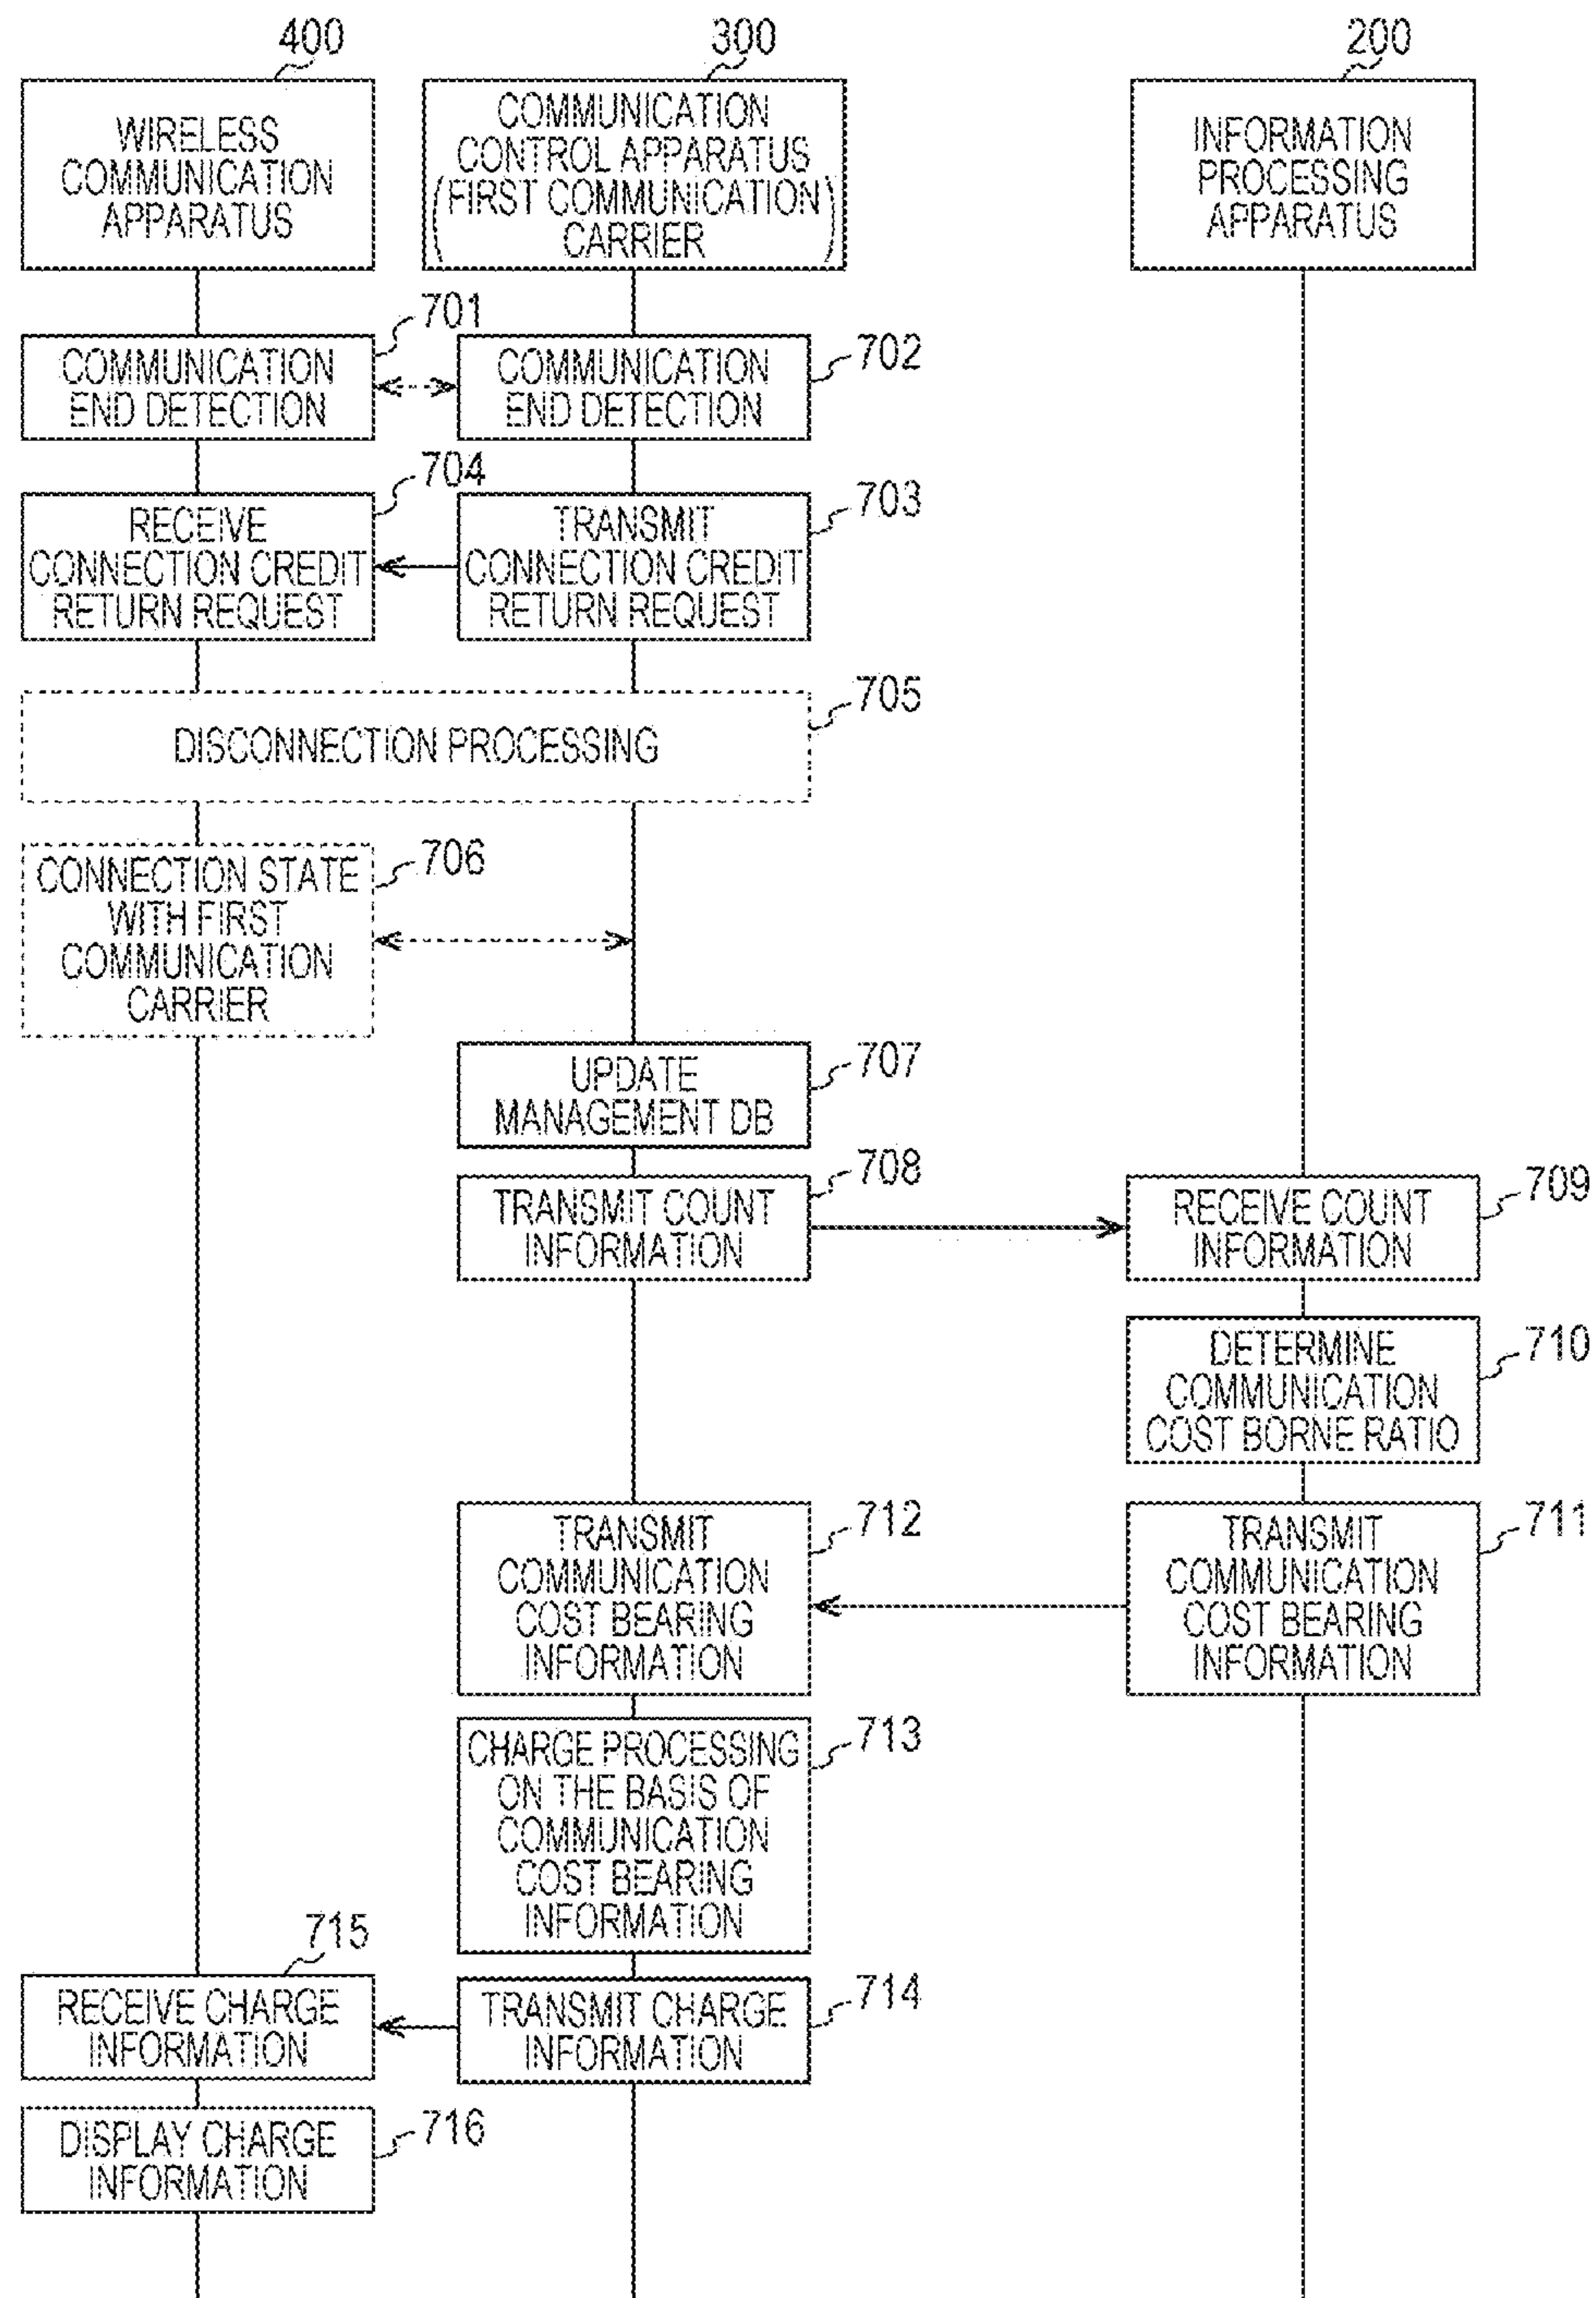 400
300
200
WIRELESS
COMMUNICATION
APPARATUS
COMMUNICATION
CONTROL APPARATUS
(FIRST COMMUNICATION
CARRIER)
INFORMATION
PROCESSING
APPARATUS
701
COMMUNICATION
END DETECTION
702
COMMUNICATION
END DETECTION
704
RECEIVE
CONNECTION CREDIT
RETURN REQUEST
703
TRANSMIT
CONNECTION CREDIT
RETURN REQUEST
705
DISCONNECTION PROCESSING
706
CONNECTION STATE
WITH FIRST
COMMUNICATION
CARRIER
707
UPDATE
MANAGEMENT DB
708
TRANSMIT COUNT
INFORMATION
709
RECEIVE COUNT
INFORMATION
710
DETERMINE
COMMUNICATION
COST BORNE RATIO
712
TRANSMIT
COMMUNICATION
COST BEARING
INFORMATION
711
TRANSMIT
COMMUNICATION
COST BEARING
INFORMATION
713
CHARGE PROCESSING
ON THE BASIS OF
COMMUNICATION
COST BEARING
INFORMATION
715
RECEIVE CHARGE
INFORMATION
714
TRANSMIT CHARGE
INFORMATION
716
DISPLAY CHARGE
INFORMATION